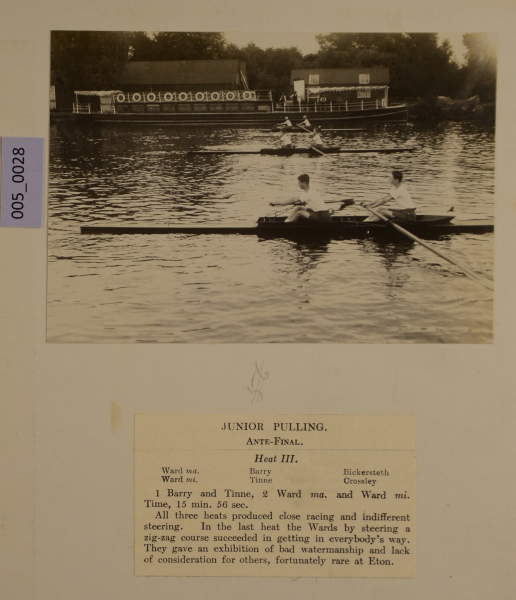 005_0028
JUNIOR PULLING.
ANTE-FINAL.
Heat III.
Ward ma. Barry Bickersteth
Ward mi. Tinne Crossley
1 Barry and Tinne, 2 Ward ma. and Ward mi.
Time, 15 min. 56 sec.
All three heats produced close racing and indifferent
steering. In the last heat the Wards by steering a
zig-zag course succeeded in getting in everybody's way.
They gave an exhibition of bad watermanship and lack
of consideration for others, fortunately rare at Eton.